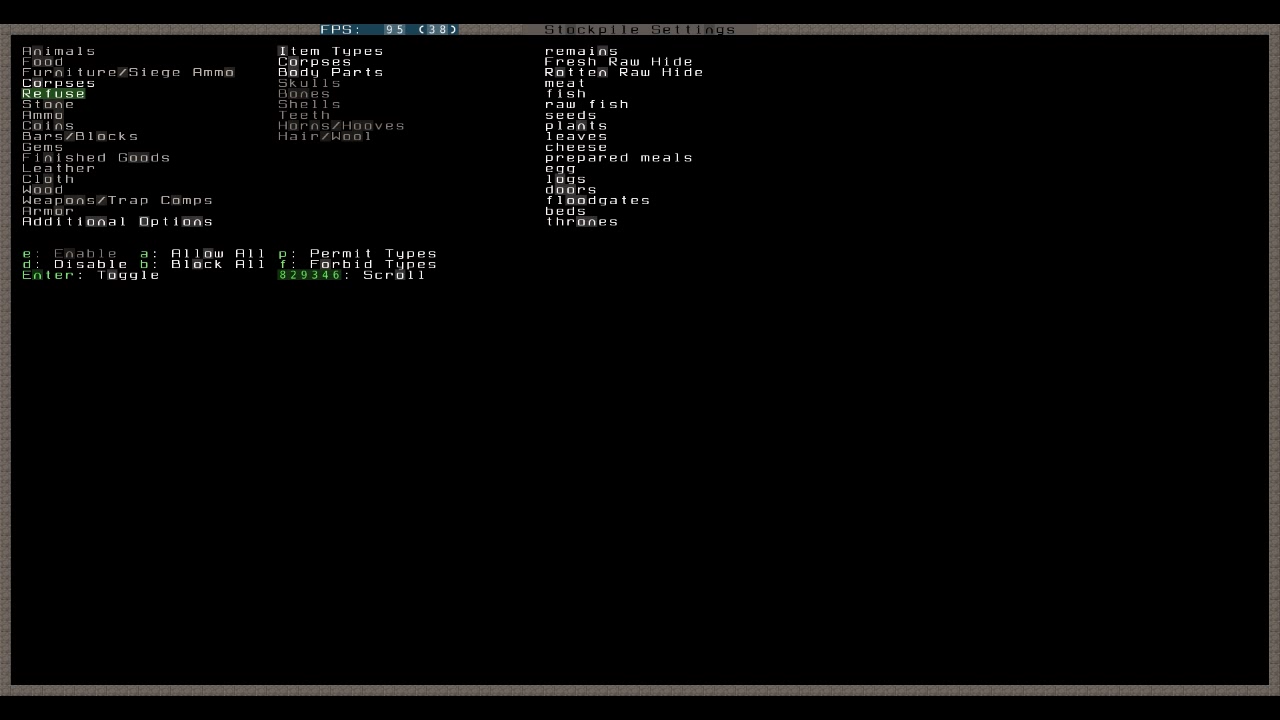 FPS: 95 (38) Stockpile Settings
Animals Item Types remains
Food Corpses Fresh Raw Hide
Furniture/Siege Ammo Body Parts Rotten Raw Hide
Corpses Skulls meat
Refuse Bones fish
Stone Shells raw fish
Ammo Teeth seeds
Coins Horns/Hooves plants
Bars/Blocks Hair/Wool leaves
Gems cheese
Finished Goods prepared meals
Leather egg
Cloth logs
Wood doors
Weapons/Trap Comps floodgates
Armor beds
Additional Options thrones
e: Enable a: Allow All p: Permit Types
d: Disable b: Block All f: Forbid Types
Enter: Toggle 829346: Scroll